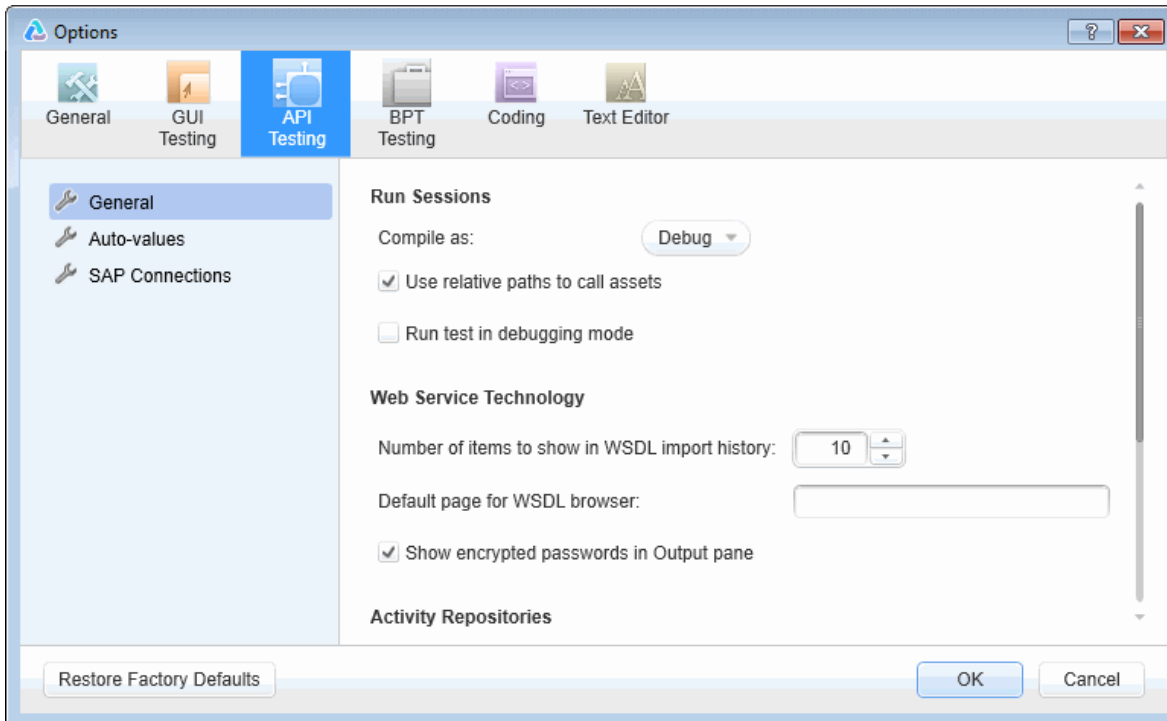 Options
General
GUI
Testing
API
Testing
BPT
Testing
Coding
Text Editor
General
Auto-values
SAP Connections
Run Sessions
Compile as: Debug
Use relative paths to call assets
Run test in debugging mode
Web Service Technology
Number of items to show in WSDL import history: 10
Default page for WSDL browser:
Show encrypted passwords in Output pane
Activity Repositories
Restore Factory Defaults
OK
Cancel